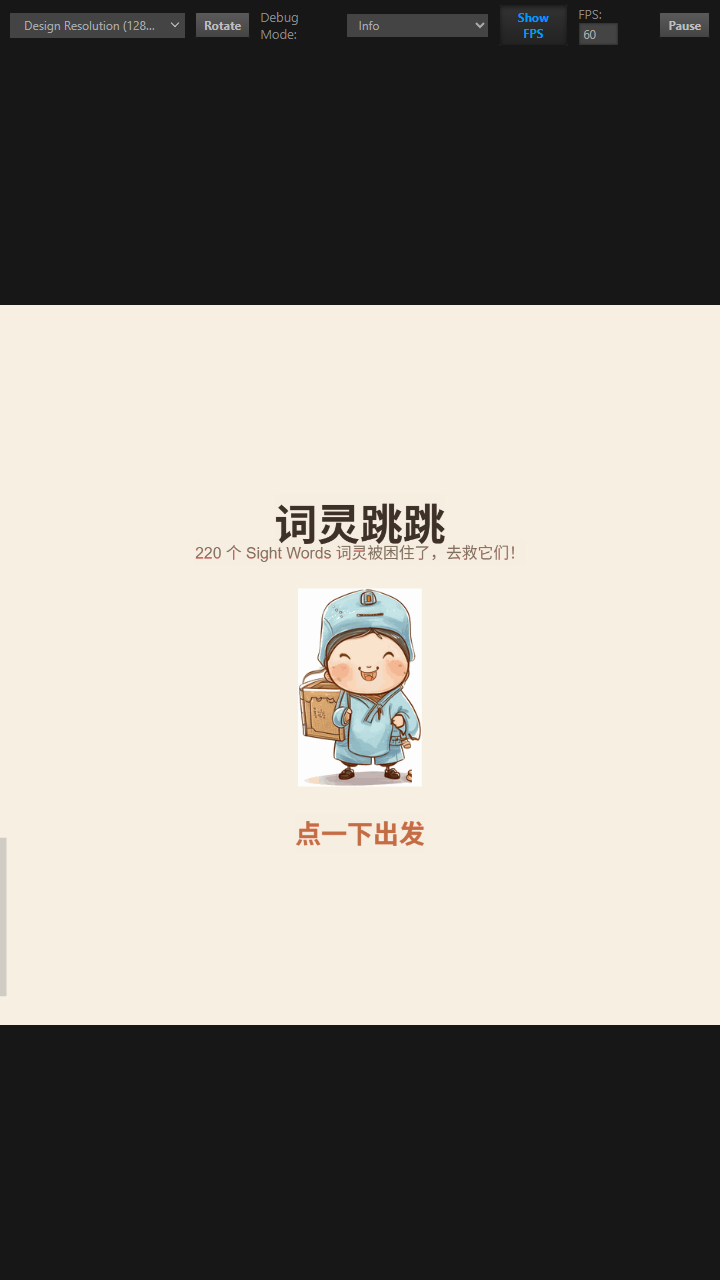 Design Resolution (128...
Rotate
Debug Mode:
Info
Show FPS
FPS:
60
Pause
词灵跳跳
220 个 Sight Words 词灵被困住了，去救它们！
点一下出发